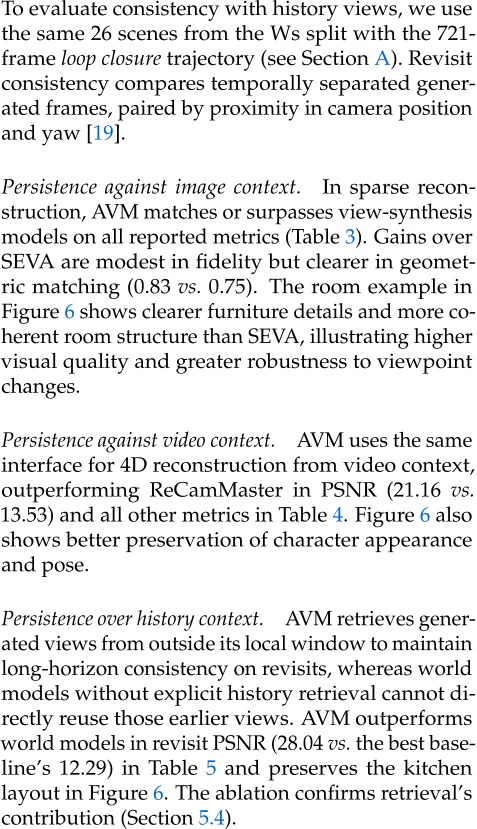 To evaluate consistency with history views, we use
the same 26 scenes from the Ws split with the 721-
frame loop closure trajectory (see Section A). Revisit
consistency compares temporally separated gener-
ated frames, paired by proximity in camera position
and yaw [19].
Persistence against image context. In sparse recon-
struction, AVM matches or surpasses view-synthesis
models on all reported metrics (Table 3). Gains over
SEVA are modest in fidelity but clearer in geomet-
ric matching (0.83 vs. 0.75). The room example in
Figure 6 shows clearer furniture details and more co-
herent room structure than SEVA, illustrating higher
visual quality and greater robustness to viewpoint
changes.
Persistence against video context. AVM uses the same
interface for 4D reconstruction from video context,
outperforming ReCamMaster in PSNR (21.16 vs.
13.53) and all other metrics in Table 4. Figure 6 also
shows better preservation of character appearance
and pose.
Persistence over history context. AVM retrieves gener-
ated views from outside its local window to maintain
long-horizon consistency on revisits, whereas world
models without explicit history retrieval cannot di-
rectly reuse those earlier views. AVM outperforms
world models in revisit PSNR (28.04 vs. the best base-
line's 12.29) in Table 5 and preserves the kitchen
layout in Figure 6. The ablation confirms retrieval's
contribution (Section 5.4).